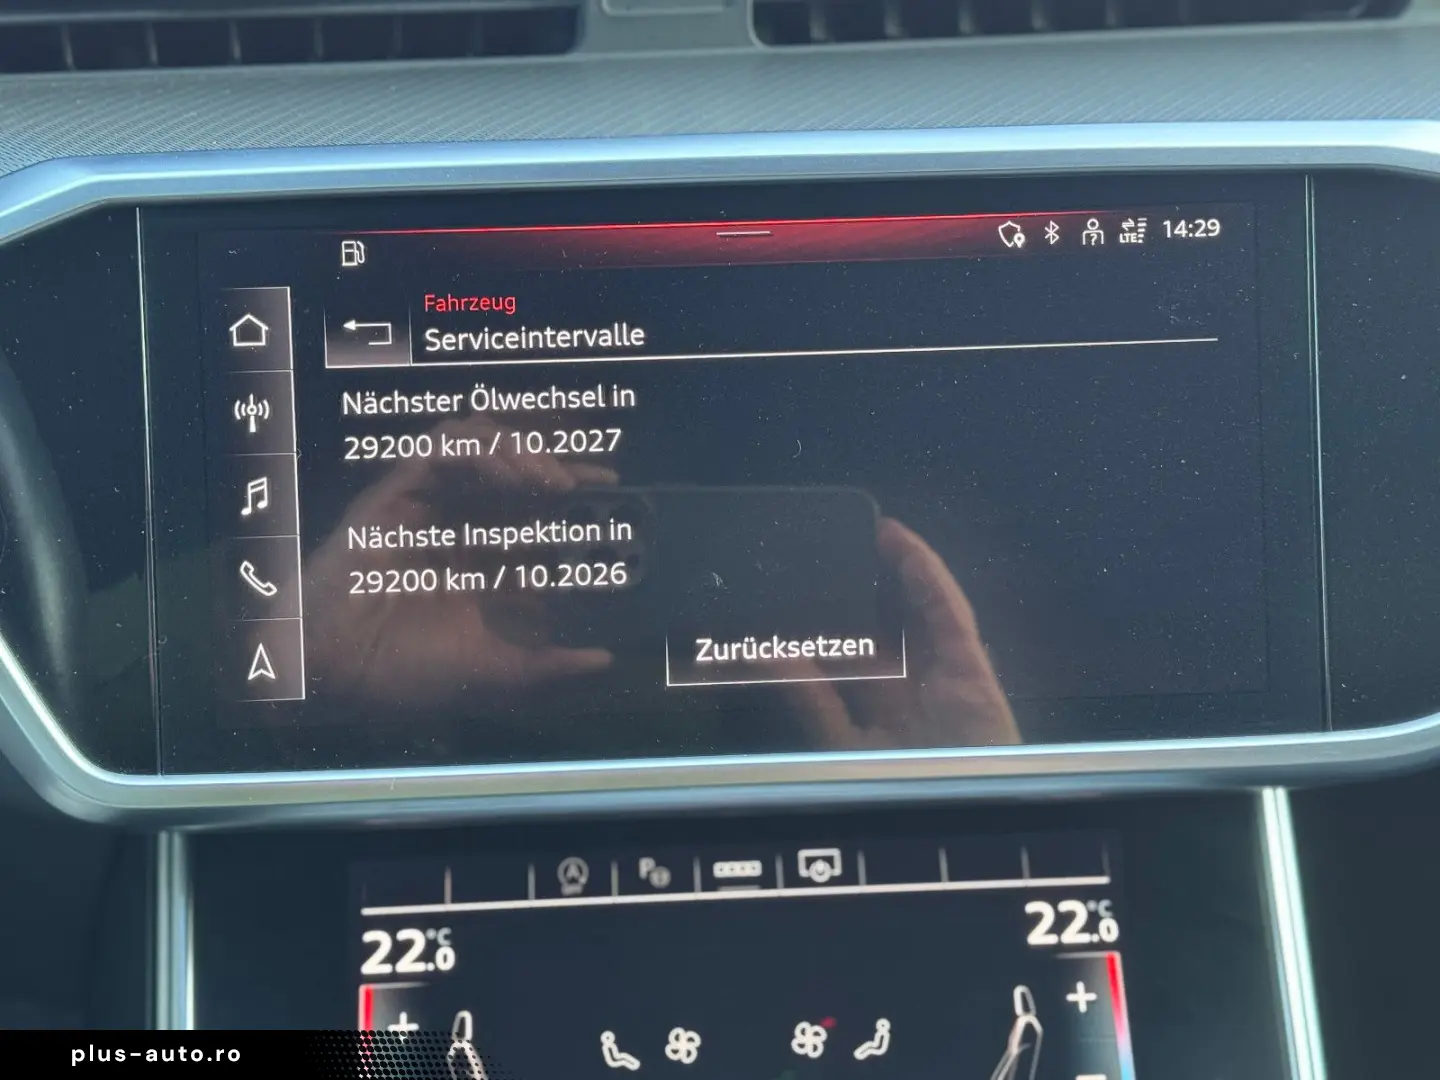 LTE 14:29
Fahrzeug
Serviceintervalle
Nächster Ölwechsel in
29200 km / 10.2027
Nächste Inspektion in
29200 km / 10.2026
Zurücksetzen
22.0 °C 22.0 °C
plus-auto.ro